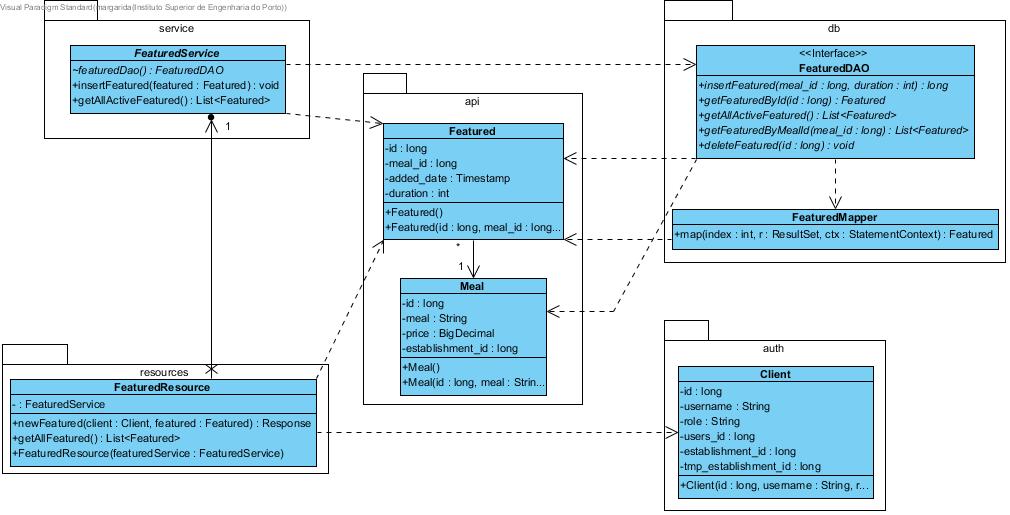 Visual Paradigm Standard(margarida(Instituto Superior de Engenharia do Porto))
service
FeaturedService
~featuredDao() : FeaturedDAO
+insertFeatured(featured : Featured) : void
+getAllActiveFeatured() : List<Featured>
1
db
<<Interface>>
FeaturedDAO
+insertFeatured(meal_id : long, duration : int) : long
+getFeaturedById(id : long) : Featured
+getAllActiveFeatured() : List<Featured>
+getFeaturedByMealId(meal_id : long) : List<Featured>
+deleteFeatured(id : long) : void
FeaturedMapper
+map(index : int, r : ResultSet, ctx : StatementContext) : Featured
api
Featured
-id : long
-meal_id : long
-added_date : Timestamp
-duration : int
+Featured()
+Featured(id : long, meal_id : long...
*
1
Meal
-id : long
-meal : String
-price : BigDecimal
-establishment_id : long
+Meal()
+Meal(id : long, meal : Strin...
resources
FeaturedResource
- : FeaturedService
+newFeatured(client : Client, featured : Featured) : Response
+getAllFeatured() : List<Featured>
+FeaturedResource(featuredService : FeaturedService)
auth
Client
-id : long
-username : String
-role : String
-users_id : long
-establishment_id : long
-tmp_establishment_id : long
+Client(id : long, username : String, r...